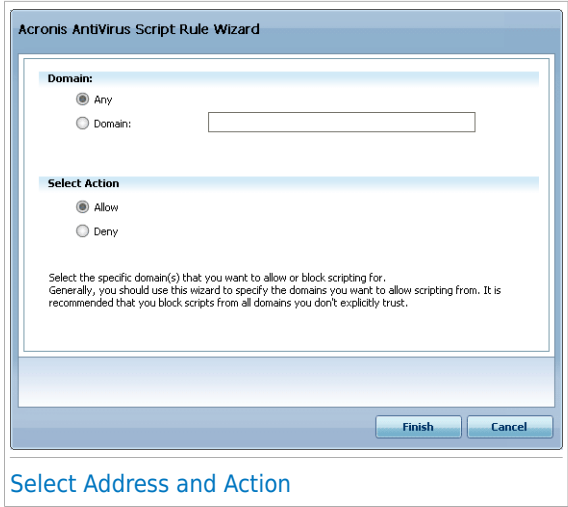 Acronis AntiVirus Script Rule Wizard
Domain:
Any
Domain:
Select Action
Allow
Deny
Select the specific domain(s) that you want to allow or block scripting for.
Generally, you should use this wizard to specify the domains you want to allow scripting from. It is
recommended that you block scripts from all domains you don't explicitly trust.
Finish
Cancel
Select Address and Action